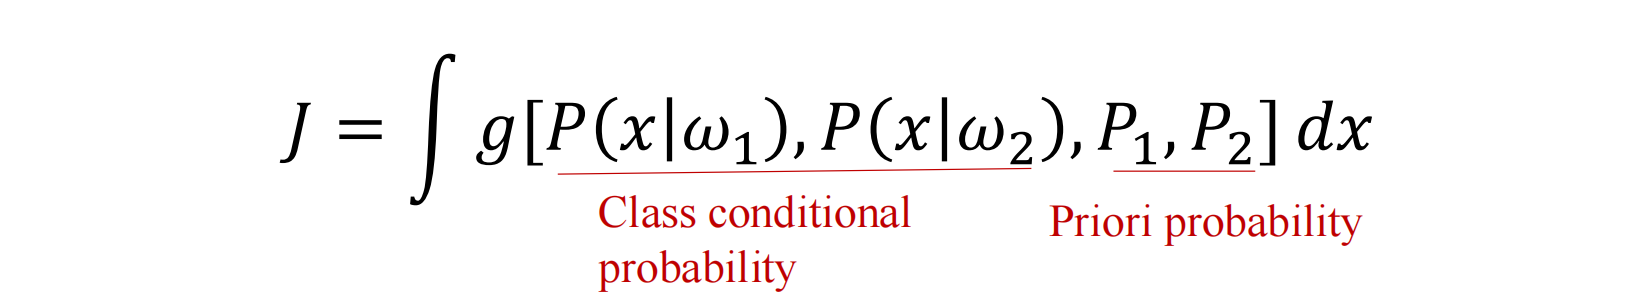 J = ∫ g[P(x|ω₁), P(x|ω₂), P₁, P₂] dx
Class conditional
probability
Priori probability